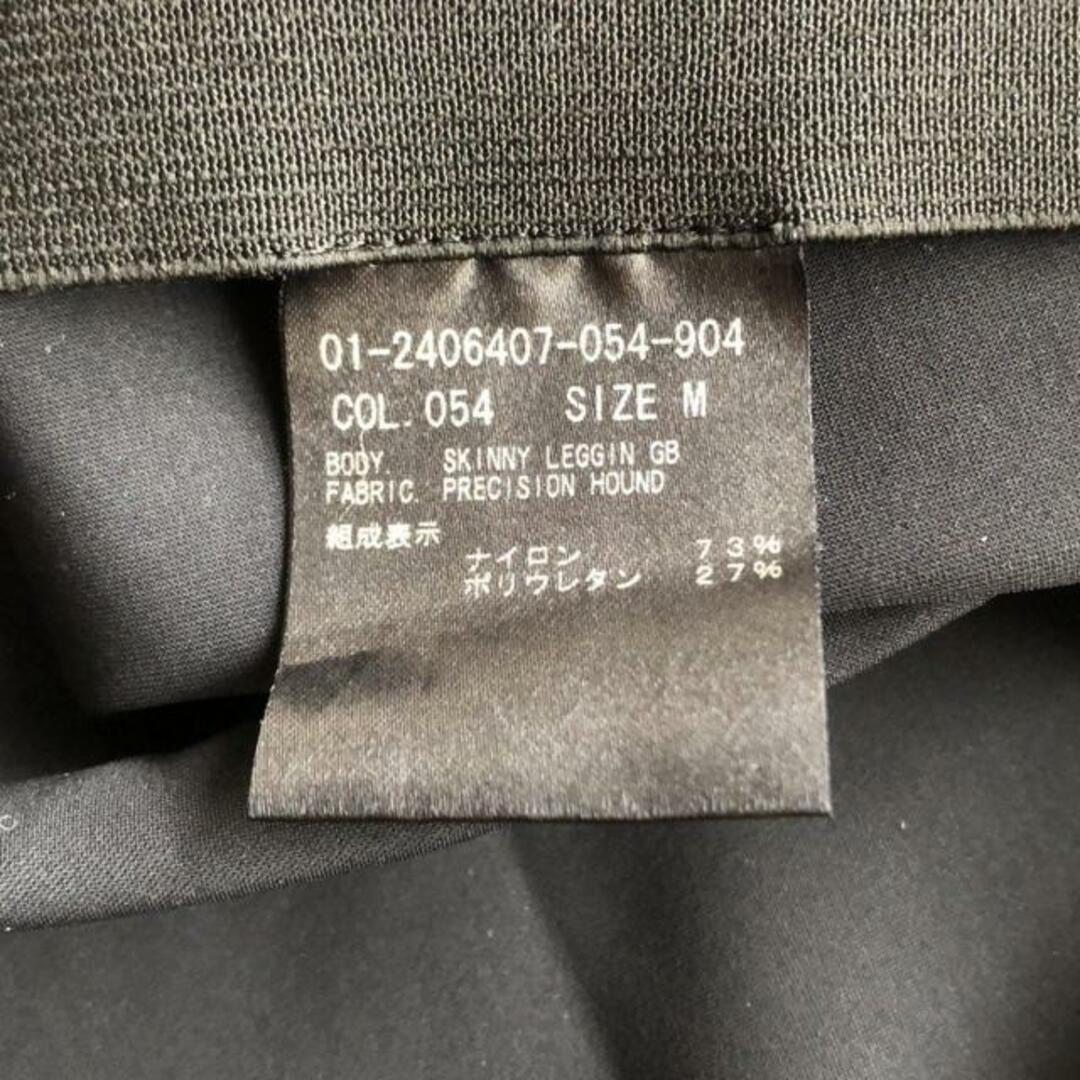 01-2406407-054-904
COL.054 SIZE M
BODY. SKINNY LEGGIN GB
FABRIC. PRECISION HOUND
組成表示
ナイロン 73%
ポリウレタン 27%